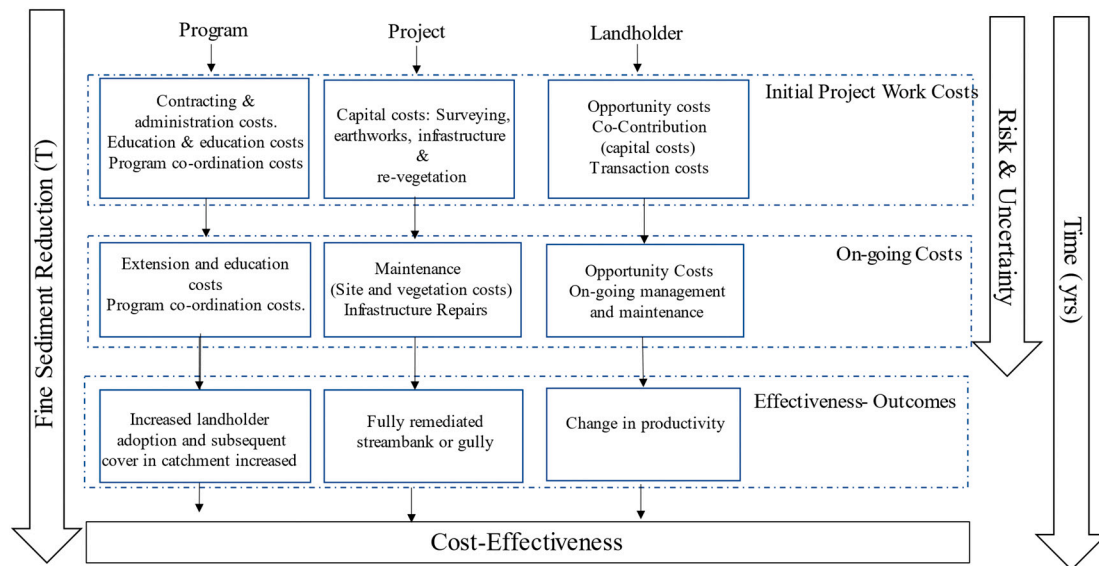 Program
Project
Landholder
Initial Project Work Costs
Contracting &
administration costs.
Education & education costs
Program co-ordination costs
Capital costs: Surveying,
earthworks, infrastructure
&
re-vegetation
Opportunity costs
Co-Contribution
(capital costs)
Transaction costs
On-going Costs
Extension and education
costs
Program co-ordination costs.
Maintenance
(Site and vegetation costs)
Infrastructure Repairs
Opportunity Costs
On-going management
and maintenance
Effectiveness- Outcomes
Increased landholder
adoption and subsequent
cover in catchment increased
Fully remediated
streambank or gully
Change in productivity
Cost-Effectiveness
Fine Sediment Reduction (T)
Risk & Uncertainty
Time (yrs)